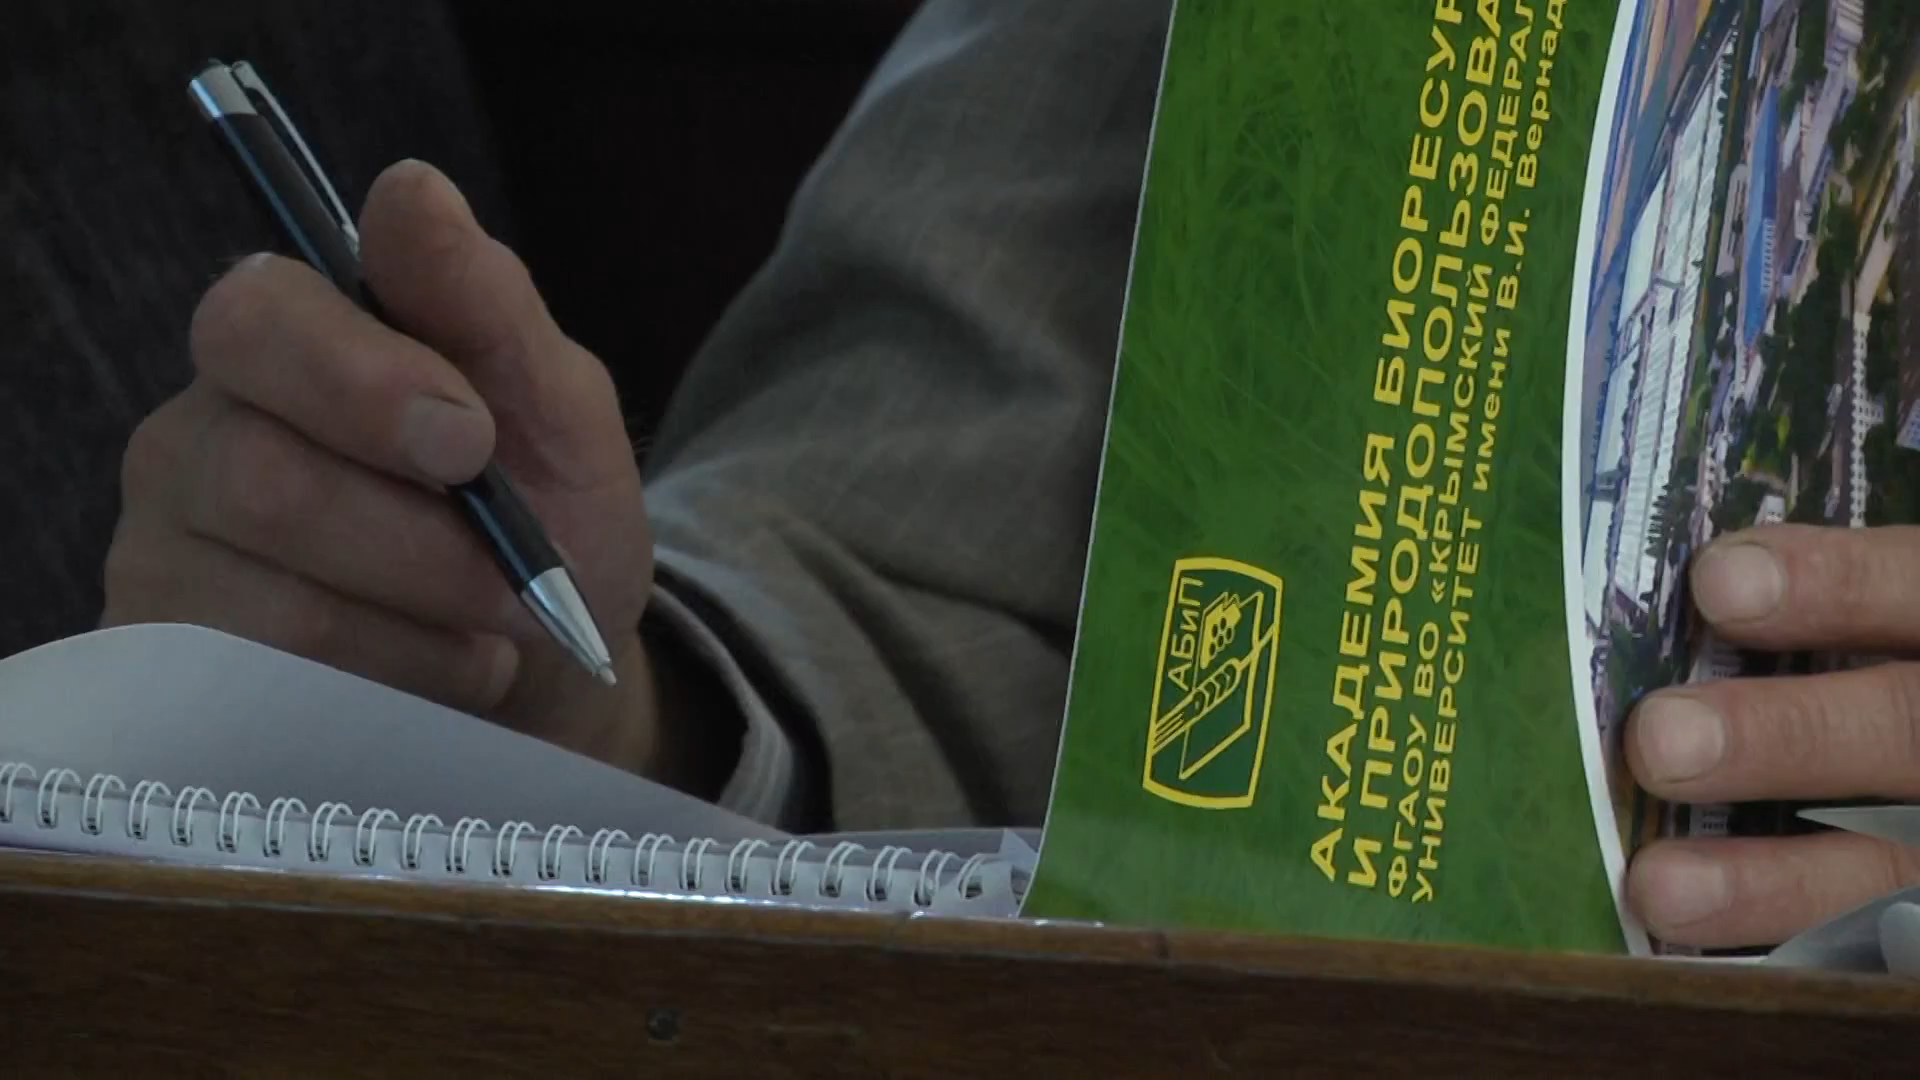 АКАДЕМИЯ БИОРЕСУР
И ПРИРОДОПОЛЬЗОВА
ФГАОУ ВО «КРЫМСКИЙ ФЕДЕРАЛ
УНИВЕРСИТЕТ имени В.И. Вернад
АБиП